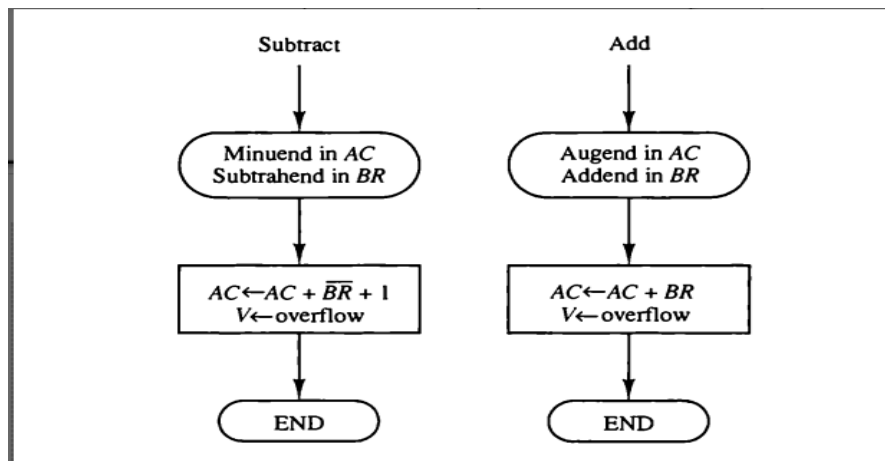 Subtract
Minuend in AC
Subtrahend in BR
AC←AC + B̅R̅ + 1
V←overflow
END
Add
Augend in AC
Addend in BR
AC←AC + BR
V←overflow
END